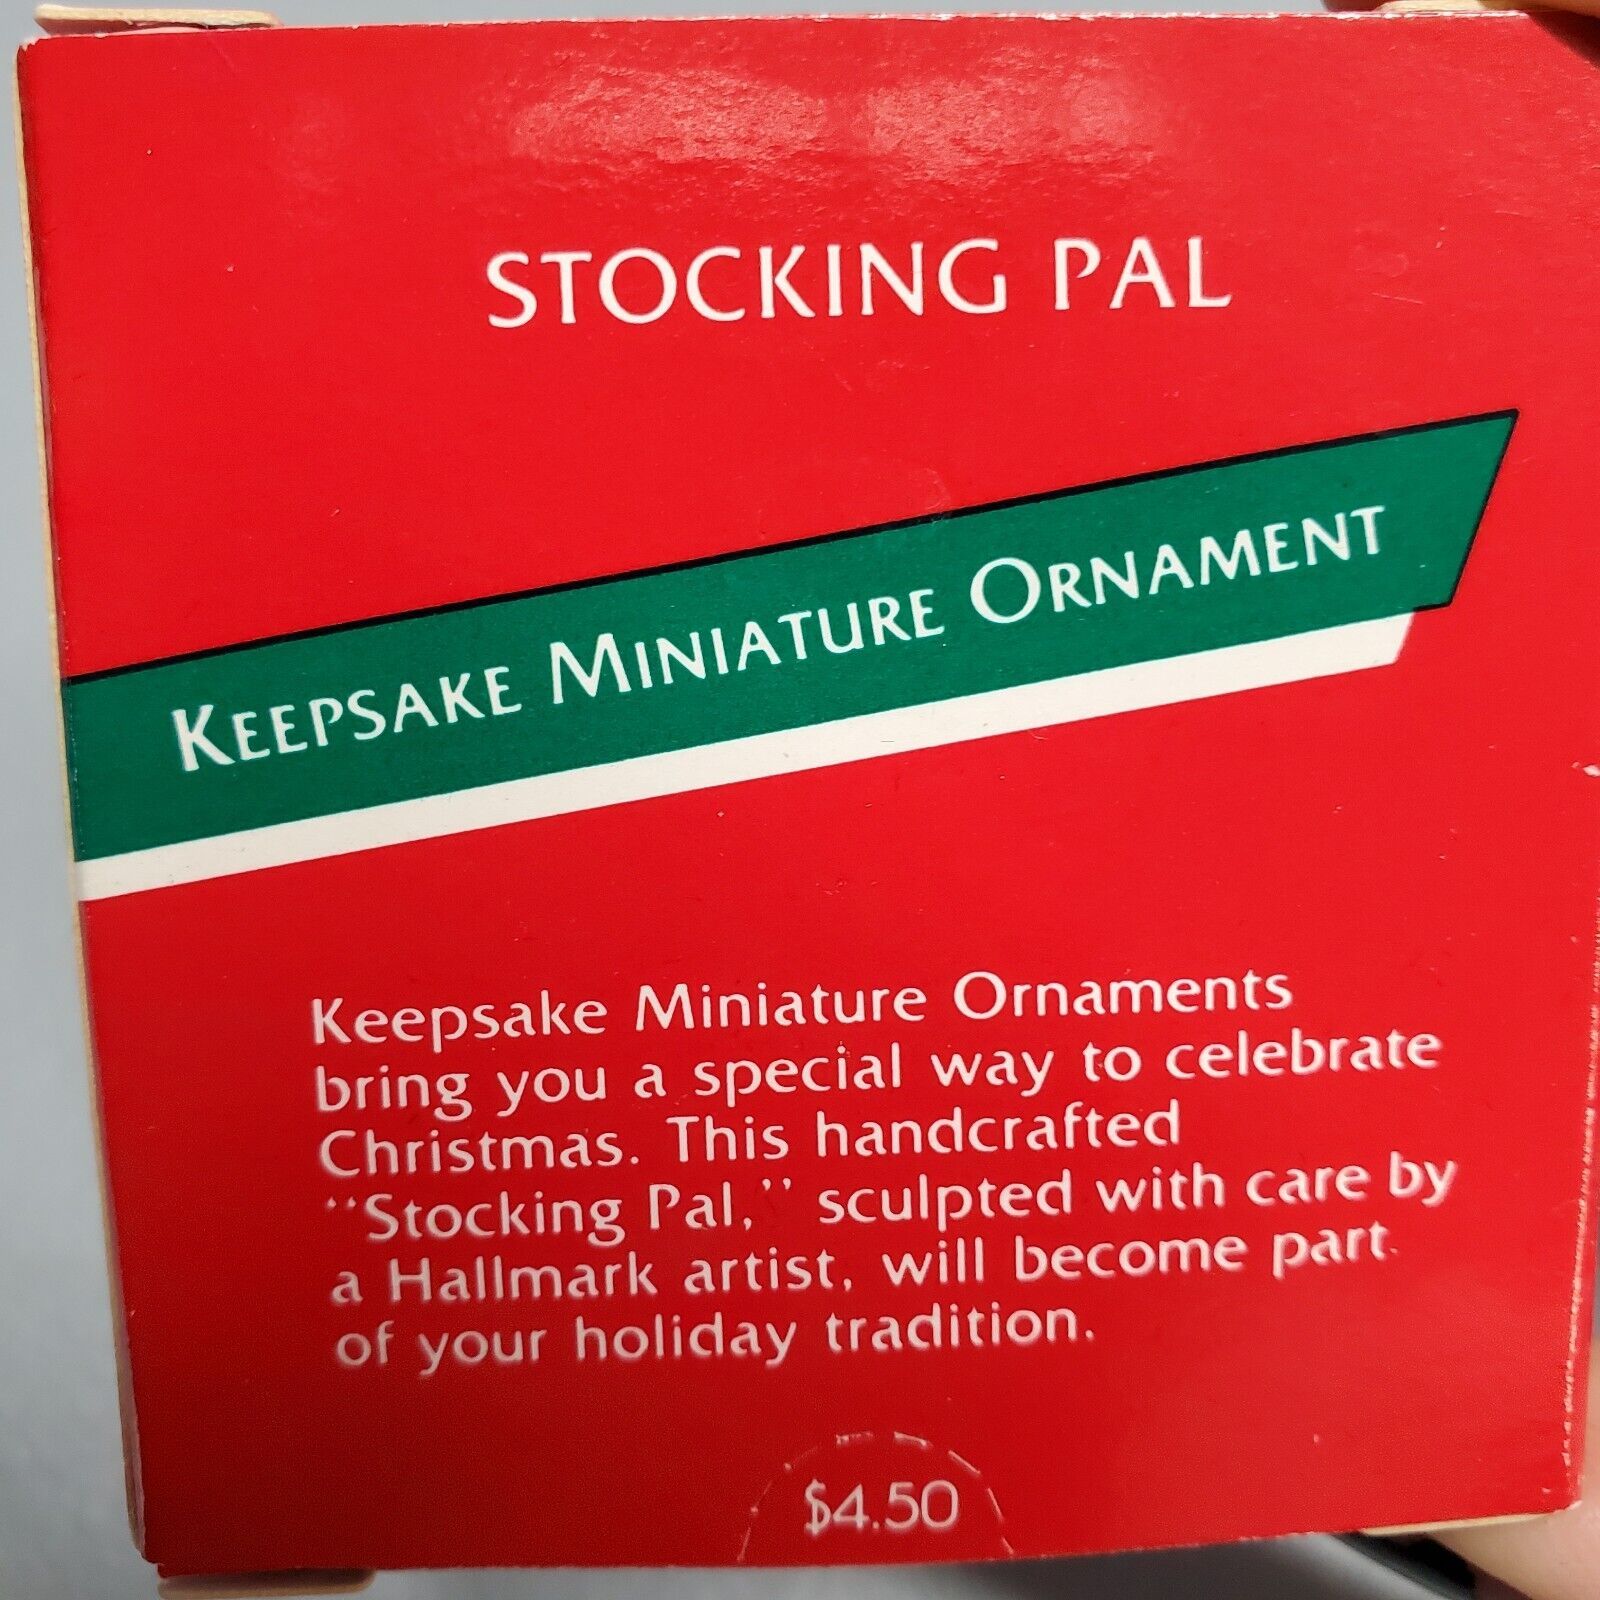 STOCKING PAL
KEEPSAKE MINIATURE ORNAMENT
Keepsake Miniature Ornaments
bring you a special way to celebrate
Christmas. This handcrafted
“Stocking Pal,” sculpted with care by
a Hallmark artist, will become part
of your holiday tradition.
$4.50